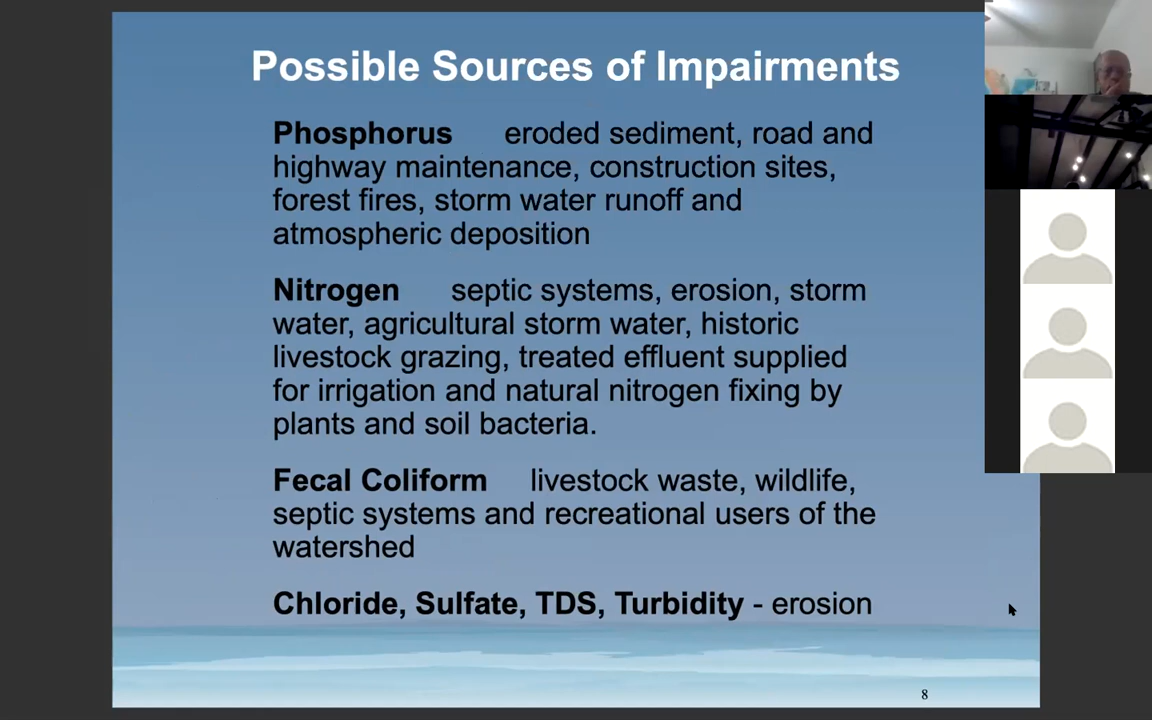 Possible Sources of Impairments
Phosphorus eroded sediment, road and
highway maintenance, construction sites,
forest fires, storm water runoff and
atmospheric deposition
Nitrogen septic systems, erosion, storm
water, agricultural storm water, historic
livestock grazing, treated effluent supplied
for irrigation and natural nitrogen fixing by
plants and soil bacteria.
Fecal Coliform livestock waste, wildlife,
septic systems and recreational users of the
watershed
Chloride, Sulfate, TDS, Turbidity - erosion
8